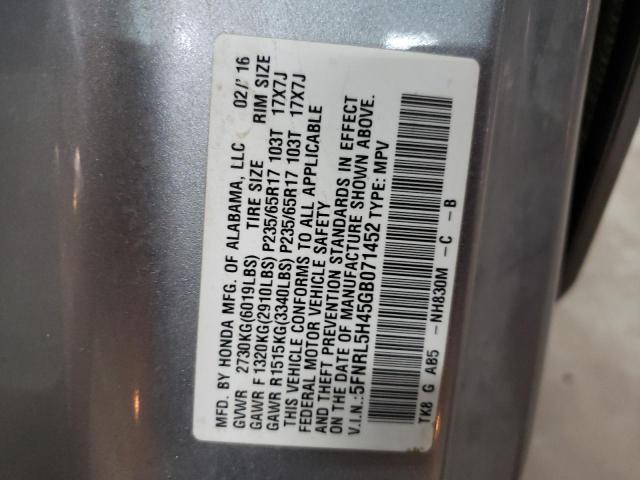 MFD. BY HONDA MFG. OF ALABAMA, LLC 02/'16
GVWR 2730KG(6019LBS) TIRE SIZE RIM SIZE
GAWR F 1320KG(2910LBS) P235/65R17 103T 17X7J
GAWR R1515KG(3340LBS) P235/65R17 103T 17X7J
THIS VEHICLE CONFORMS TO ALL APPLICABLE
FEDERAL MOTOR VEHICLE SAFETY
AND THEFT PREVENTION STANDARDS IN EFFECT
ON THE DATE OF MANUFACTURE SHOWN ABOVE.
V.I.N.:5FNRL5H45GB071452 TYPE: MPV
TK8 G AB5 -NH830M -C -B